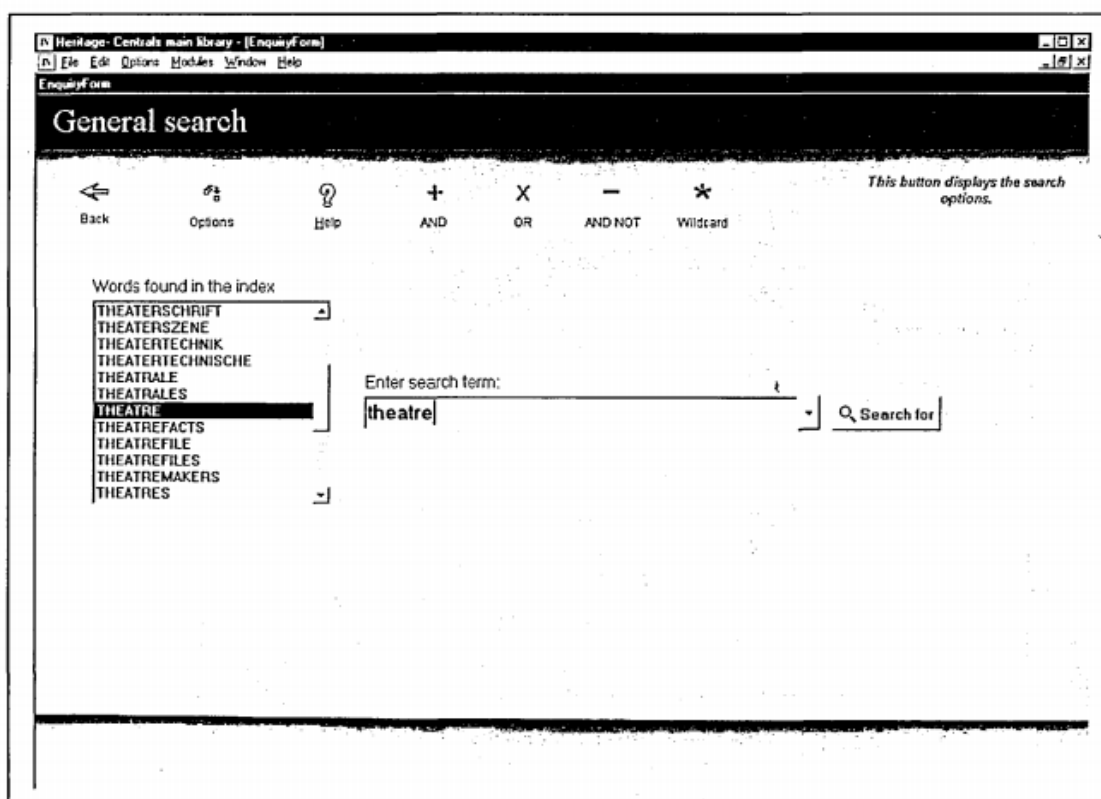 Heritage- Centrals main library - [EnquiryForm]
File Edit Options Modules Window Help
EnquiryForm
General search
Back Options Help AND OR AND NOT Wildcard
This button displays the search
options.
Words found in the index
THEATERSCHRIFT
THEATERSZENE
THEATERTECHNIK
THEATERTECHNISCHE
THEATRALE
THEATRALES
THEATRE
THEATREFACTS
THEATREFILE
THEATREFILES
THEATREMAKERS
THEATRES
Enter search term:
theatre
Search for